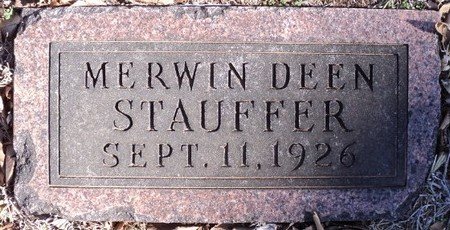 MERWIN DEEN
STAUFFER
SEPT. 11, 1926